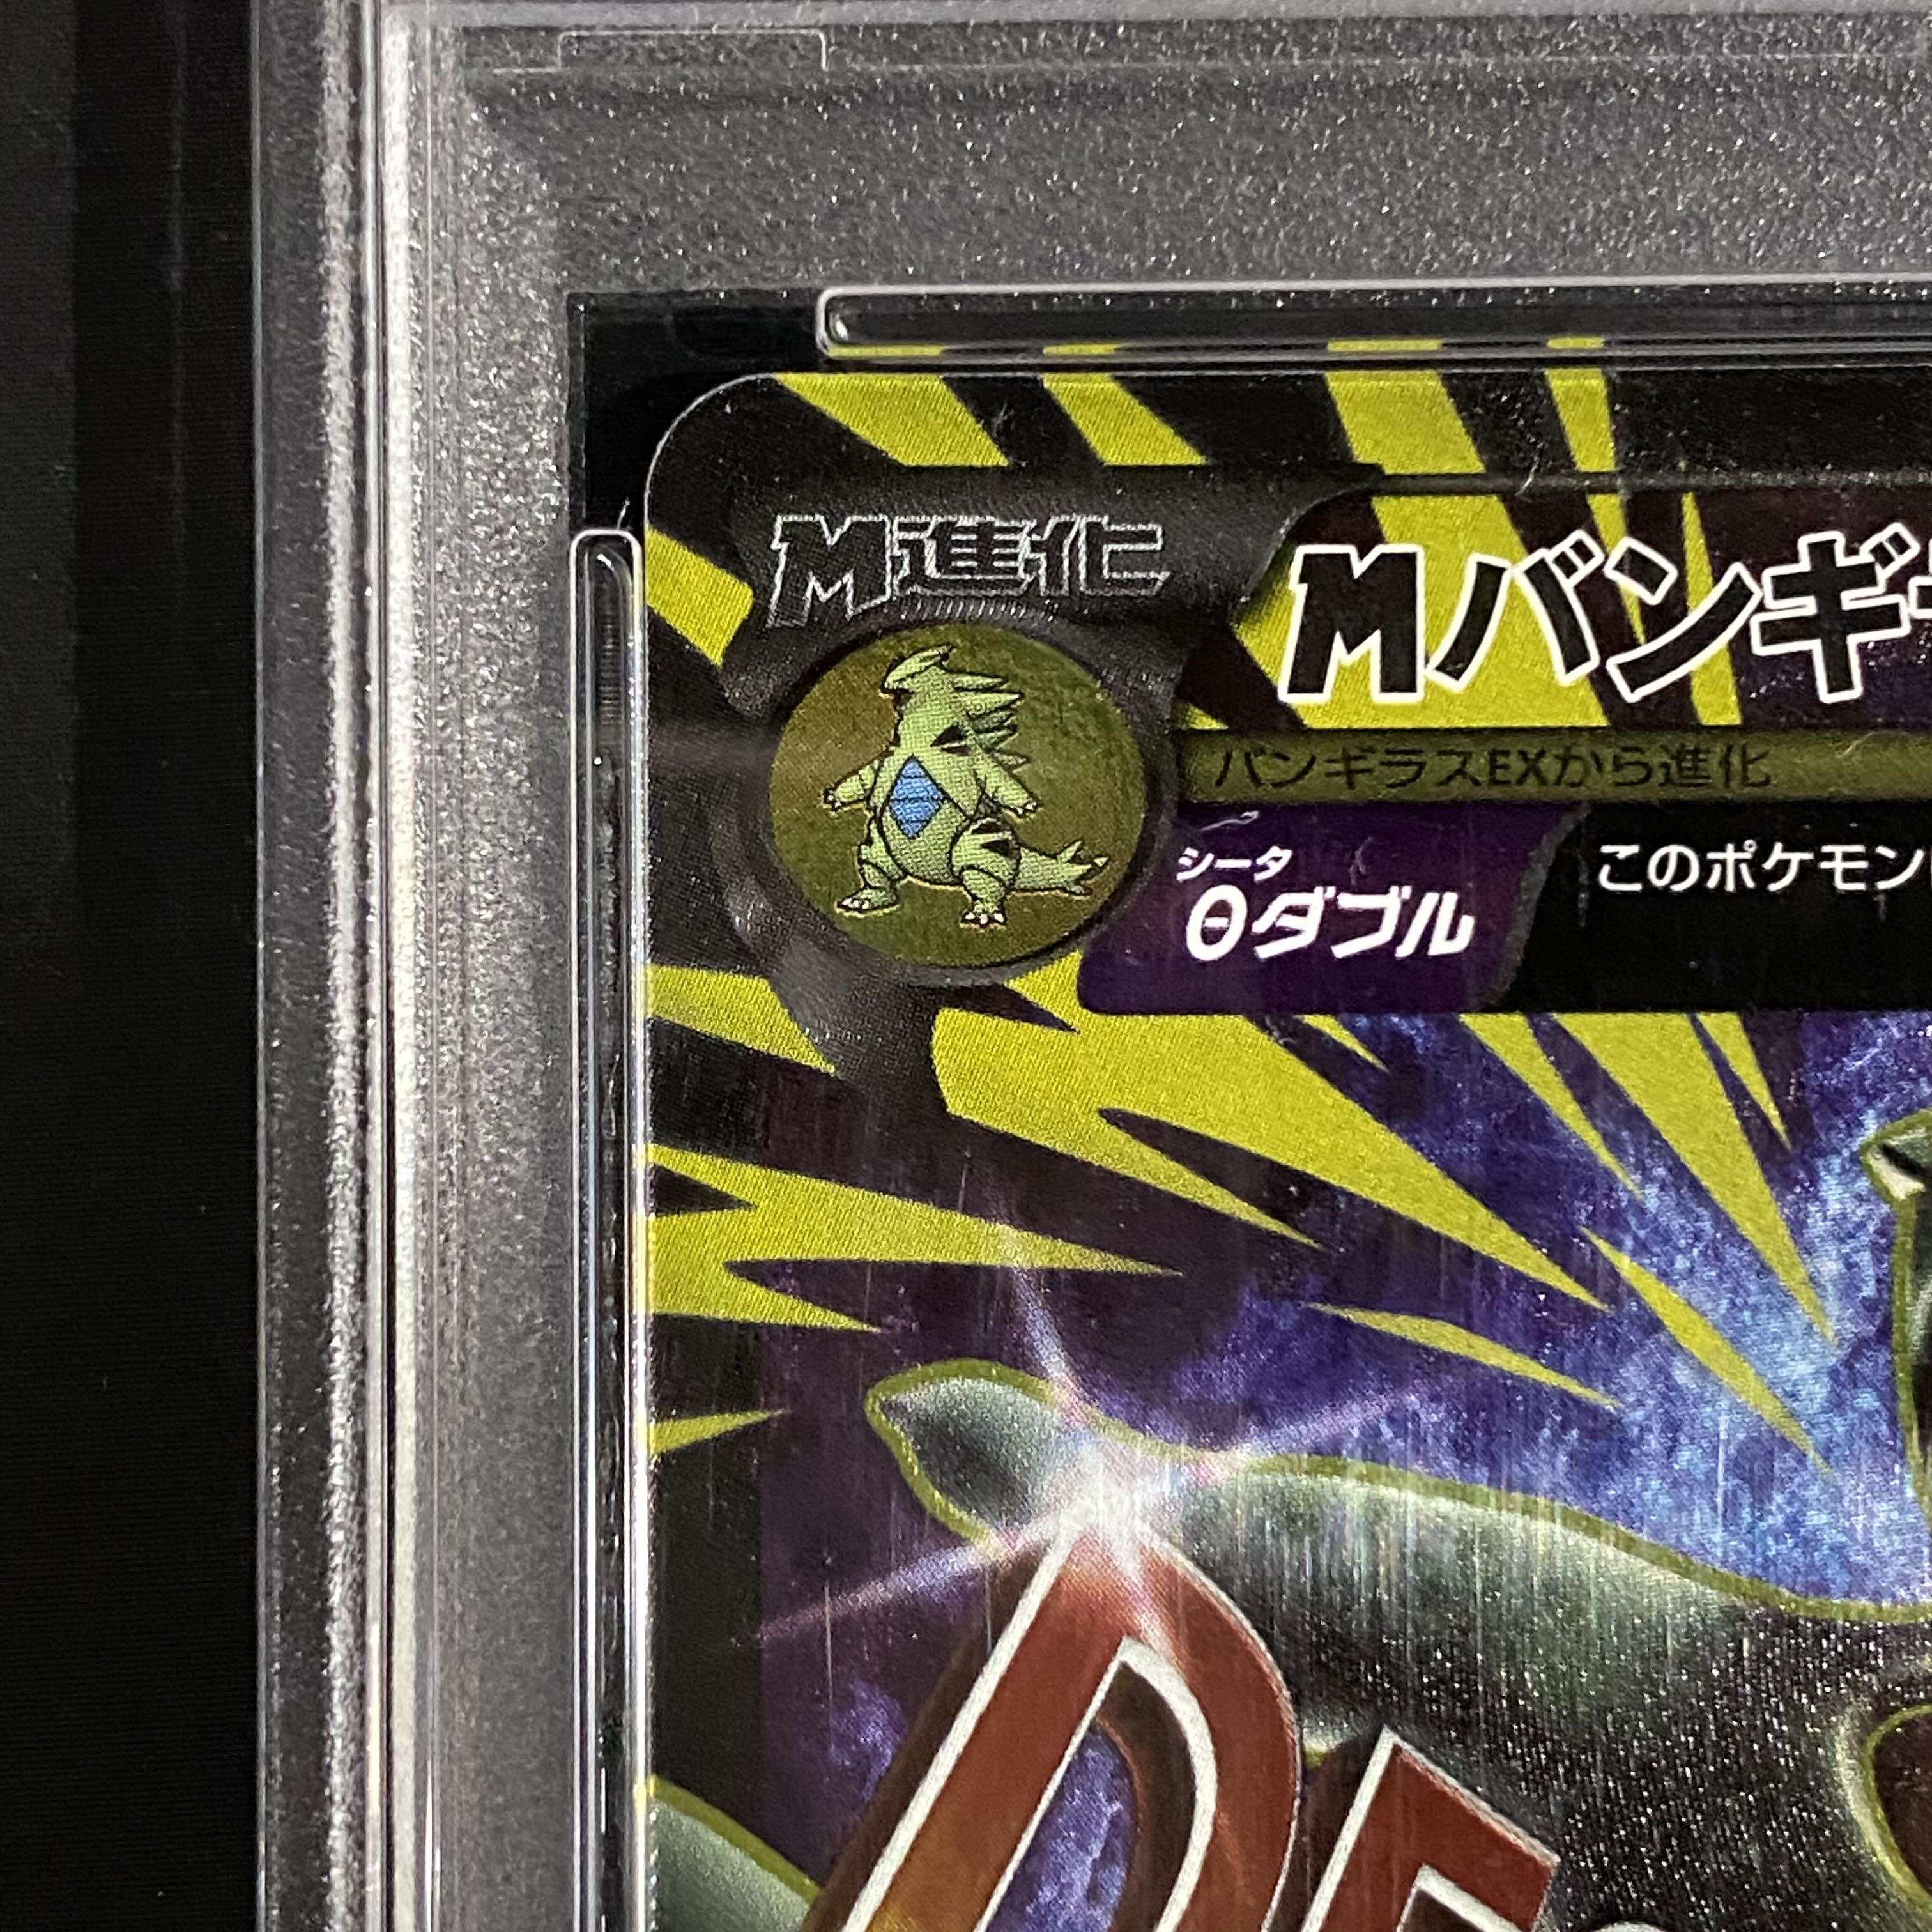 M進化
Mバンギ
バンギラスEXから進化
シータ
θダブル
このポケモン
D